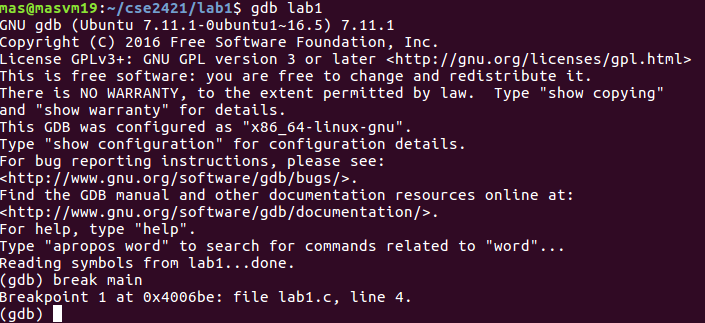 mas@masvm19:~/cse2421/lab1$ gdb lab1
GNU gdb (Ubuntu 7.11.1-0ubuntu1~16.5) 7.11.1
Copyright (C) 2016 Free Software Foundation, Inc.
License GPLv3+: GNU GPL version 3 or later <http://gnu.org/licenses/gpl.html>
This is free software: you are free to change and redistribute it.
There is NO WARRANTY, to the extent permitted by law.  Type "show copying"
and "show warranty" for details.
This GDB was configured as "x86_64-linux-gnu".
Type "show configuration" for configuration details.
For bug reporting instructions, please see:
<http://www.gnu.org/software/gdb/bugs/>.
Find the GDB manual and other documentation resources online at:
<http://www.gnu.org/software/gdb/documentation/>.
For help, type "help".
Type "apropos word" to search for commands related to "word"...
Reading symbols from lab1...done.
(gdb) break main
Breakpoint 1 at 0x4006be: file lab1.c, line 4.
(gdb)